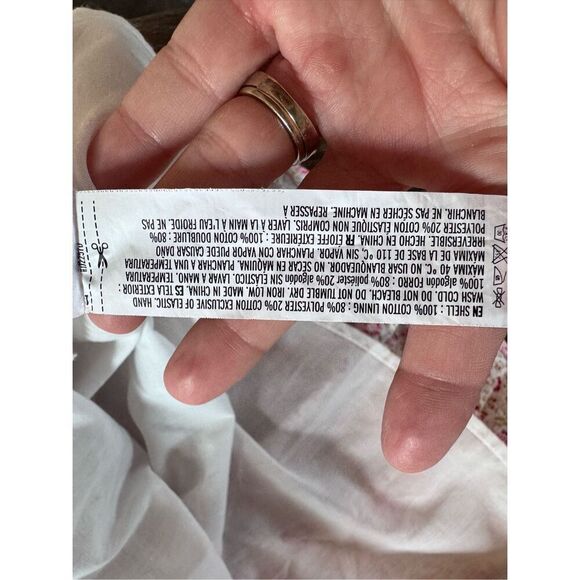 EN SHELL : 100% COTTON LINING : 80% POLYESTER 20% COTTON EXCLUSIVE OF ELASTIC. HAND
WASH COLD. DO NOT BLEACH. DO NOT TUMBLE DRY. IRON LOW. MADE IN CHINA. ES TELA EXTERIOR :
100% algodón FORRO : 80% poliéster 20% algodón SIN ELÁSTICO. LAVAR A MANO. TEMPERATURA
MÁXIMA 40 °C. NO USAR BLANQUEADOR. NO SECAR EN MÁQUINA. PLANCHAR A UNA TEMPERATURA
MÁXIMA DE LA BASE DE 110 °C, SIN VAPOR. PLANCHAR CON VAPOR PUEDE CAUSAR DAÑO
IRREVERSIBLE. HECHO EN CHINA. FR ÉTOFFE EXTÉRIEURE : 100% COTON DOUBLURE : 80%
POLYESTER 20% COTON ÉLASTIQUE NON COMPRIS. LAVER À LA MAIN À L'EAU FROIDE. NE PAS
BLANCHIR. NE PAS SÉCHER EN MACHINE. REPASSER À